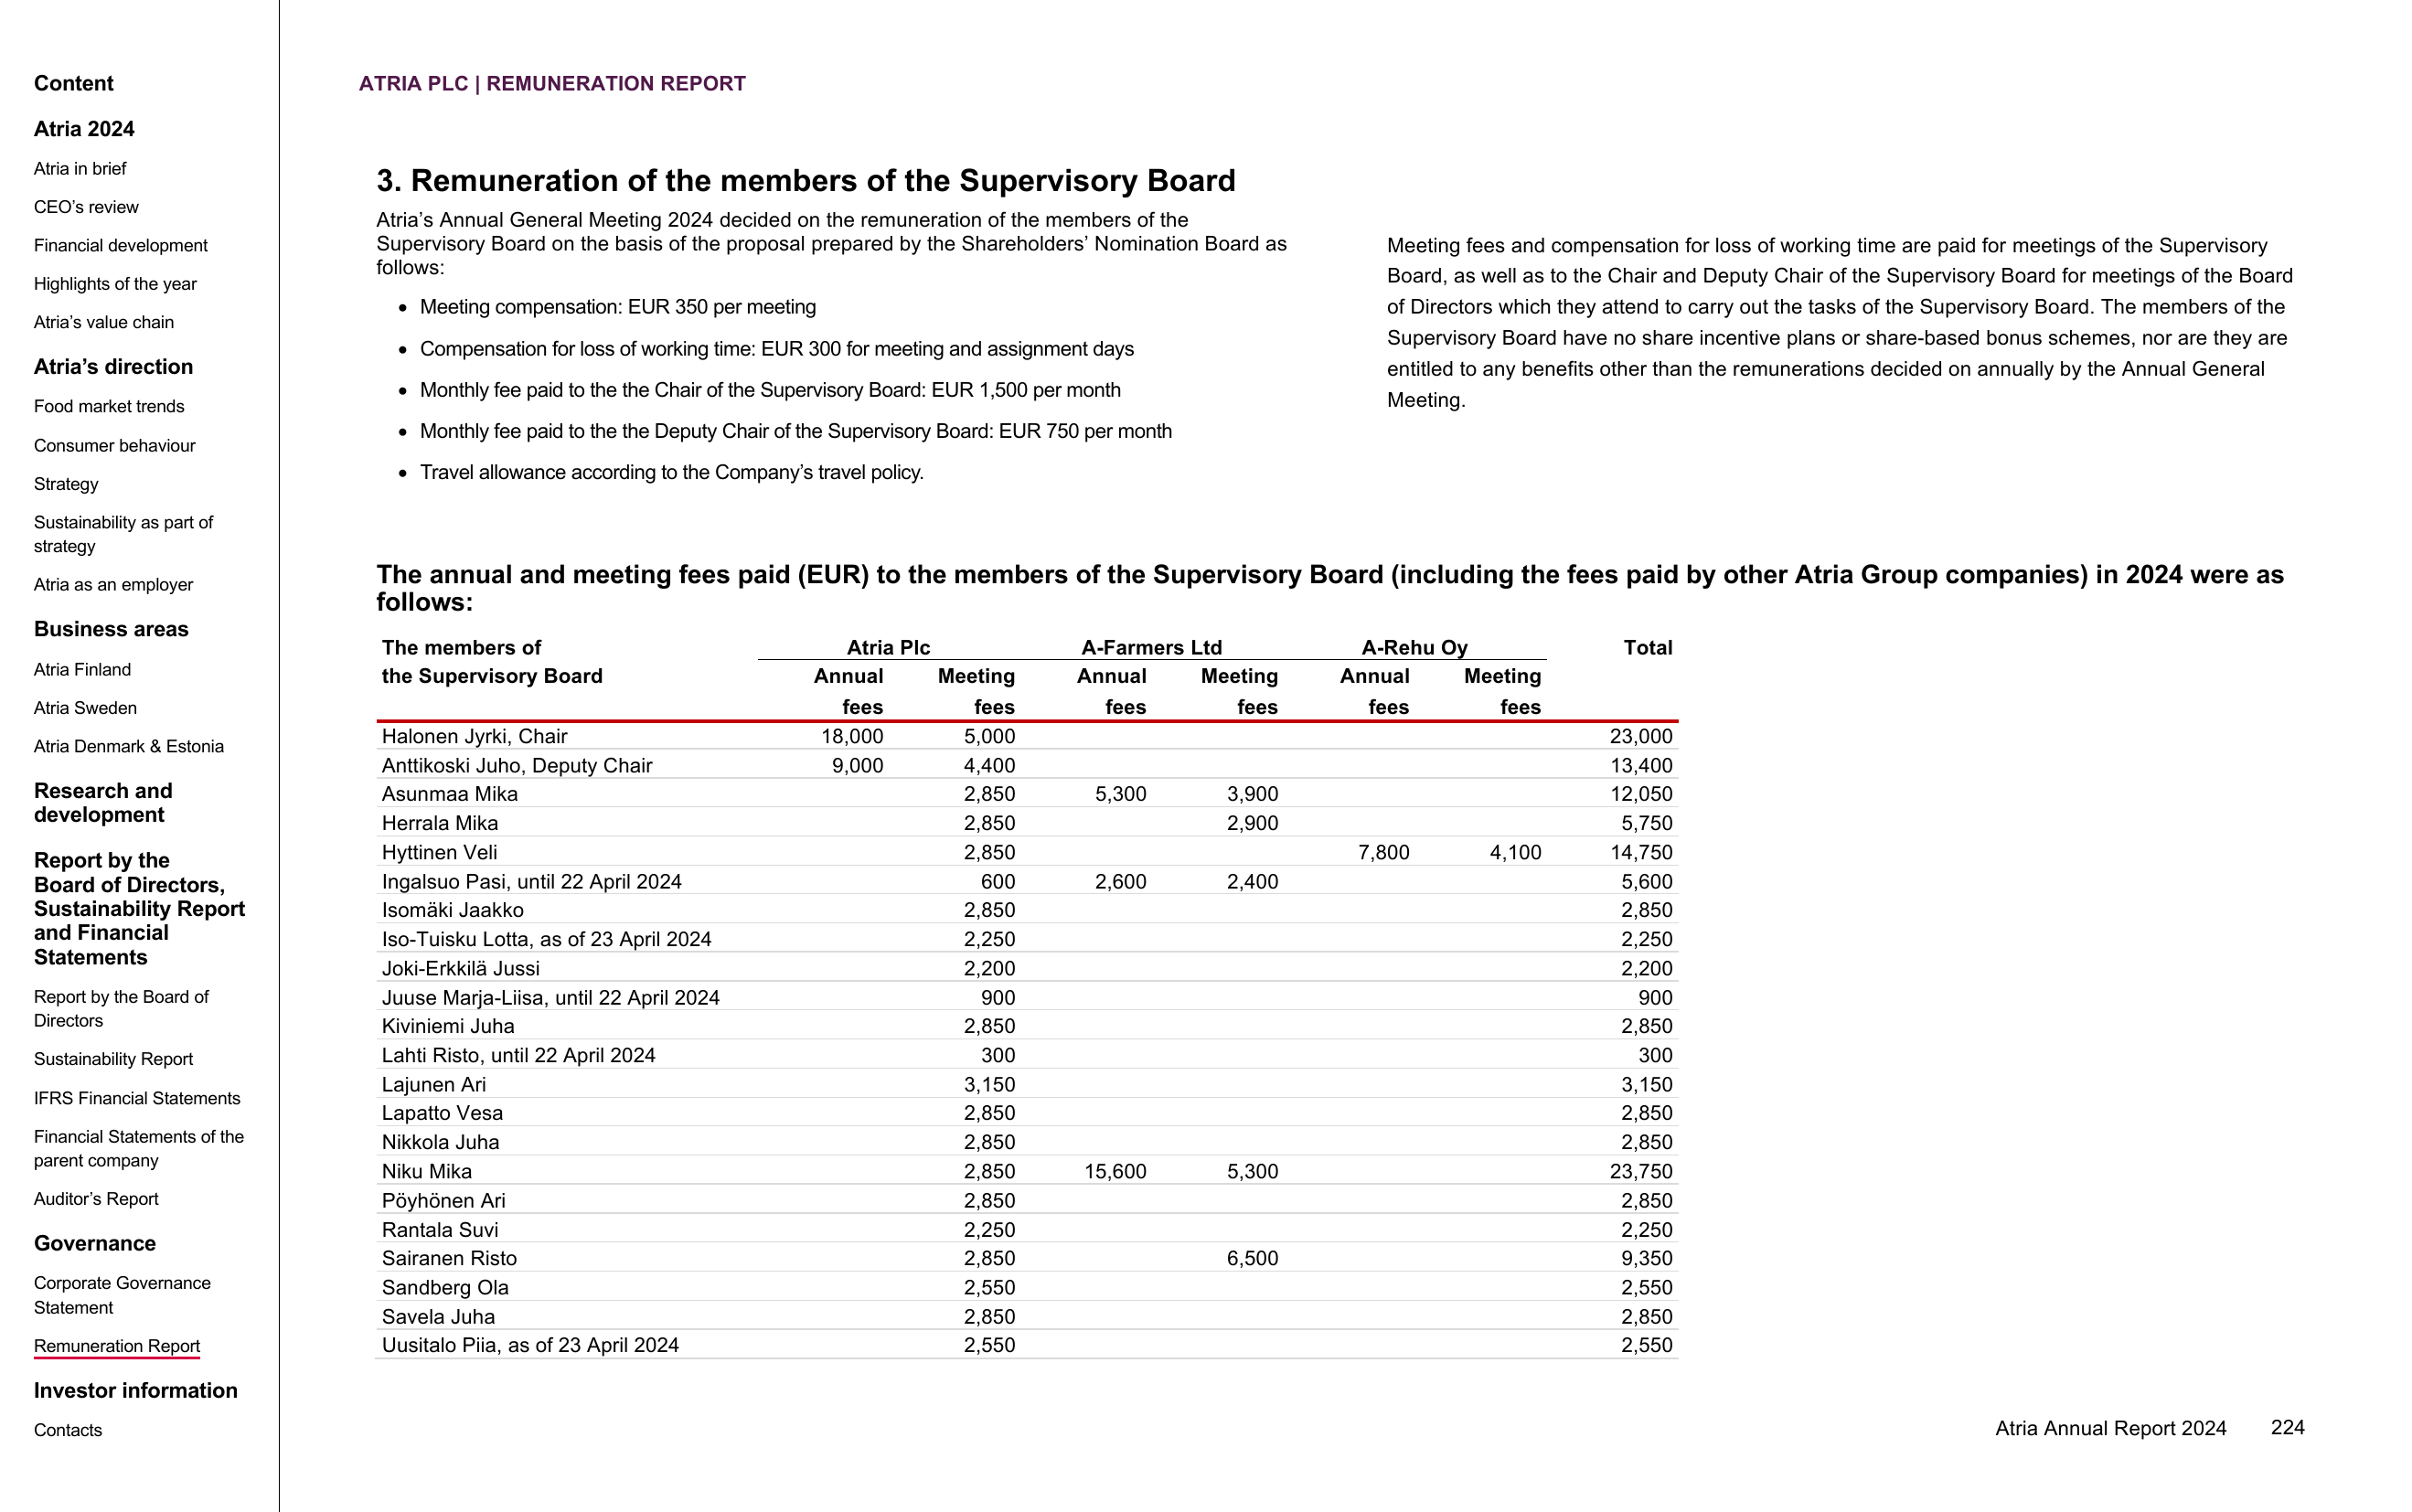 Content
Atria 2024
Atria in brief
CEO’s review
Financial development
Highlights of the year
Atria’s value chain
Atria’s direction
Food market trends
Consumer behaviour
Strategy
Sustainability as part of
strategy
Atria as an employer
Business areas
Atria Finland
Atria Sweden
Atria Denmark & Estonia
Research and
development
Report by the
Board of Directors,
Sustainability Report
and Financial
Statements
Report by the Board of
Directors
Sustainability Report
IFRS Financial Statements
Financial Statements of the
parent company
Auditor’s Report
Governance
Corporate Governance
Statement
Remuneration Report
Investor information
Contacts
ATRIA PLC | REMUNERATION REPORT
3. Remuneration of the members of the Supervisory Board
Atria’s Annual General Meeting 2024 decided on the remuneration of the members of the
Supervisory Board on the basis of the proposal prepared by the Shareholders’ Nomination Board as
follows:
• Meeting compensation: EUR 350 per meeting
• Compensation for loss of working time: EUR 300 for meeting and assignment days
• Monthly fee paid to the the Chair of the Supervisory Board: EUR 1,500 per month
• Monthly fee paid to the the Deputy Chair of the Supervisory Board: EUR 750 per month
• Travel allowance according to the Company’s travel policy.
Meeting fees and compensation for loss of working time are paid for meetings of the Supervisory
Board, as well as to the Chair and Deputy Chair of the Supervisory Board for meetings of the Board
of Directors which they attend to carry out the tasks of the Supervisory Board. The members of the
Supervisory Board have no share incentive plans or share-based bonus schemes, nor are they are
entitled to any benefits other than the remunerations decided on annually by the Annual General
Meeting.
The annual and meeting fees paid (EUR) to the members of the Supervisory Board (including the fees paid by other Atria Group companies) in 2024 were as
follows:
The members of Atria Plc A-Farmers Ltd A-Rehu Oy Total
the Supervisory Board Annual Meeting Annual Meeting Annual Meeting
fees fees fees fees fees fees
Halonen Jyrki, Chair 18,000 5,000 23,000
Anttikoski Juho, Deputy Chair 9,000 4,400 13,400
Asunmaa Mika 2,850 5,300 3,900 12,050
Herrala Mika 2,850 2,900 5,750
Hyttinen Veli 2,850 7,800 4,100 14,750
Ingalsuo Pasi, until 22 April 2024 600 2,600 2,400 5,600
Isomäki Jaakko 2,850 2,850
Iso-Tuisku Lotta, as of 23 April 2024 2,250 2,250
Joki-Erkkilä Jussi 2,200 2,200
Juuse Marja-Liisa, until 22 April 2024 900 900
Kiviniemi Juha 2,850 2,850
Lahti Risto, until 22 April 2024 300 300
Lajunen Ari 3,150 3,150
Lapatto Vesa 2,850 2,850
Nikkola Juha 2,850 2,850
Niku Mika 2,850 15,600 5,300 23,750
Pöyhönen Ari 2,850 2,850
Rantala Suvi 2,250 2,250
Sairanen Risto 2,850 6,500 9,350
Sandberg Ola 2,550 2,550
Savela Juha 2,850 2,850
Uusitalo Piia, as of 23 April 2024 2,550 2,550
Atria Annual Report 2024 224